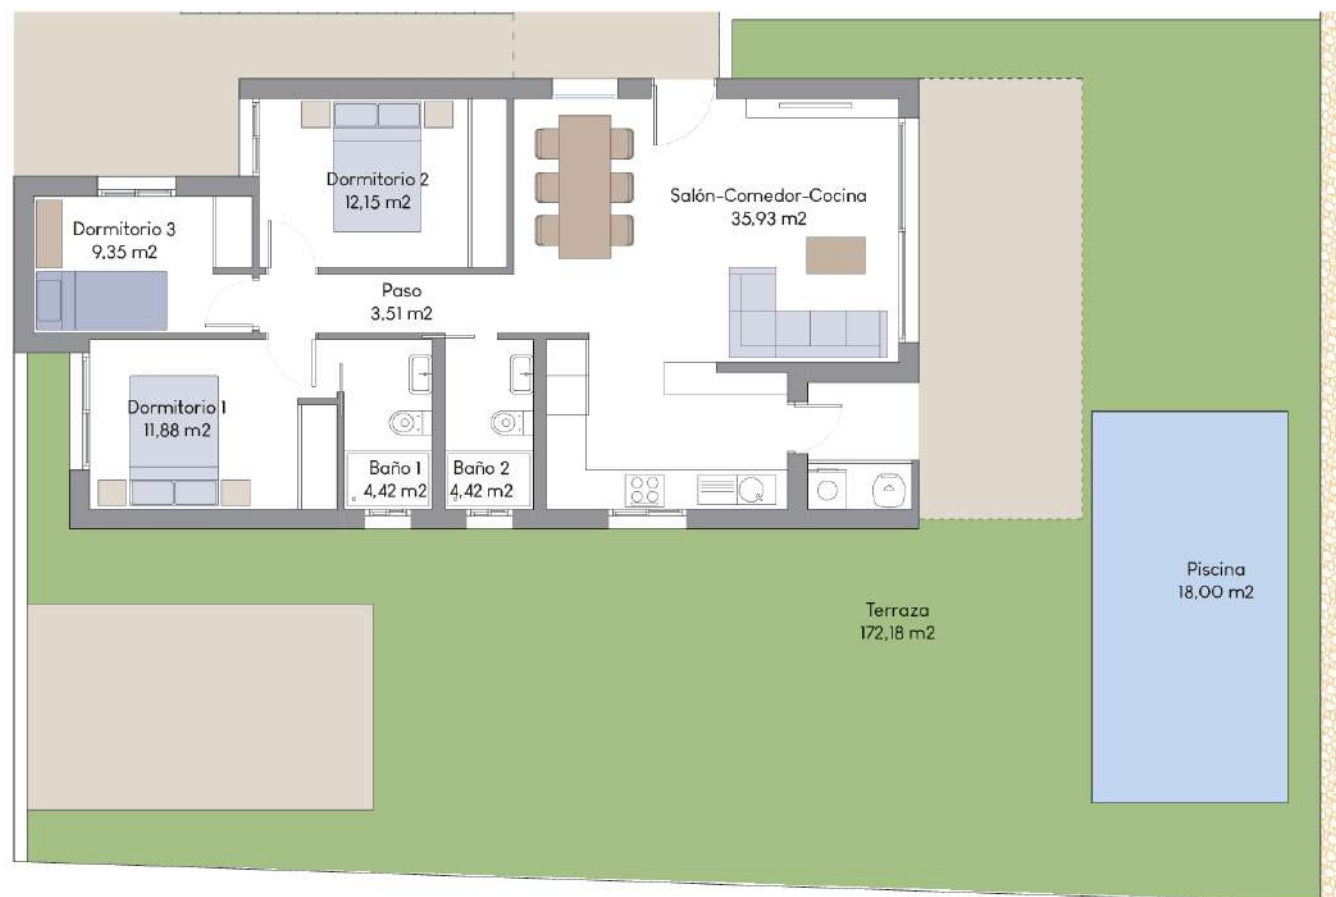 Dormitorio 2
12,15 m2
Salón-Comedor-Cocina
35,93 m2
Dormitorio 3
9,35 m2
Paso
3,51 m2
Dormitorio 1
11,88 m2
Baño 1
4,42 m2
Baño 2
4,42 m2
Piscina
18,00 m2
Terraza
172,18 m2